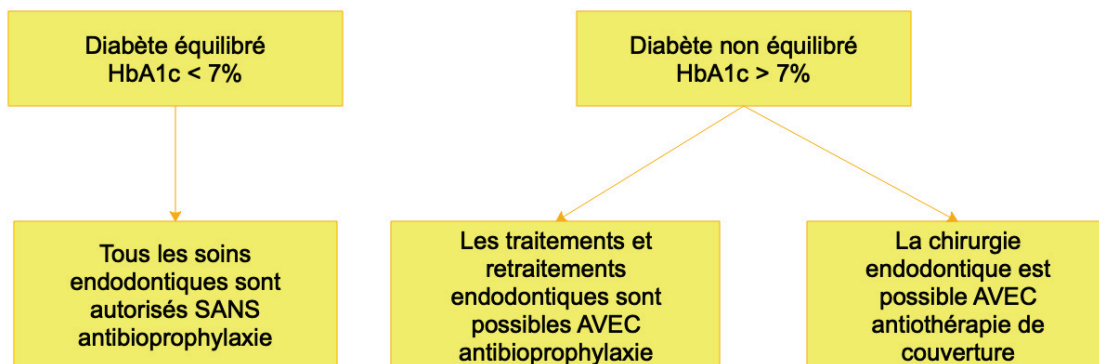 Diabète équilibré
HbA1c < 7%
Diabète non équilibré
HbA1c > 7%
Tous les soins
endodontiques sont
autorisés SANS
antibioprophylaxie
Les traitements et
retraitements
endodontiques sont
possibles AVEC
antibioprophylaxie
La chirurgie
endodontique est
possible AVEC
antiothérapie de
couverture